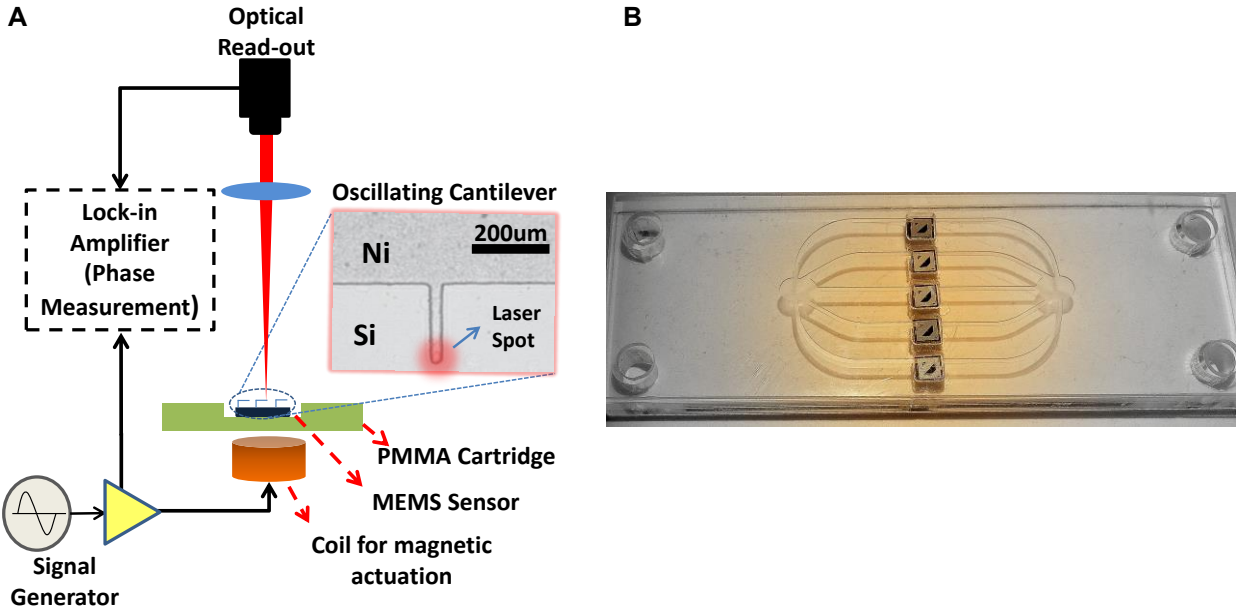 A
Optical
Read-out
Lock-in
Amplifier
(Phase
Measurement)
Oscillating Cantilever
200um
Ni
Si
Laser
Spot
PMMA Cartridge
MEMS Sensor
Coil for magnetic
actuation
Signal
Generator
B